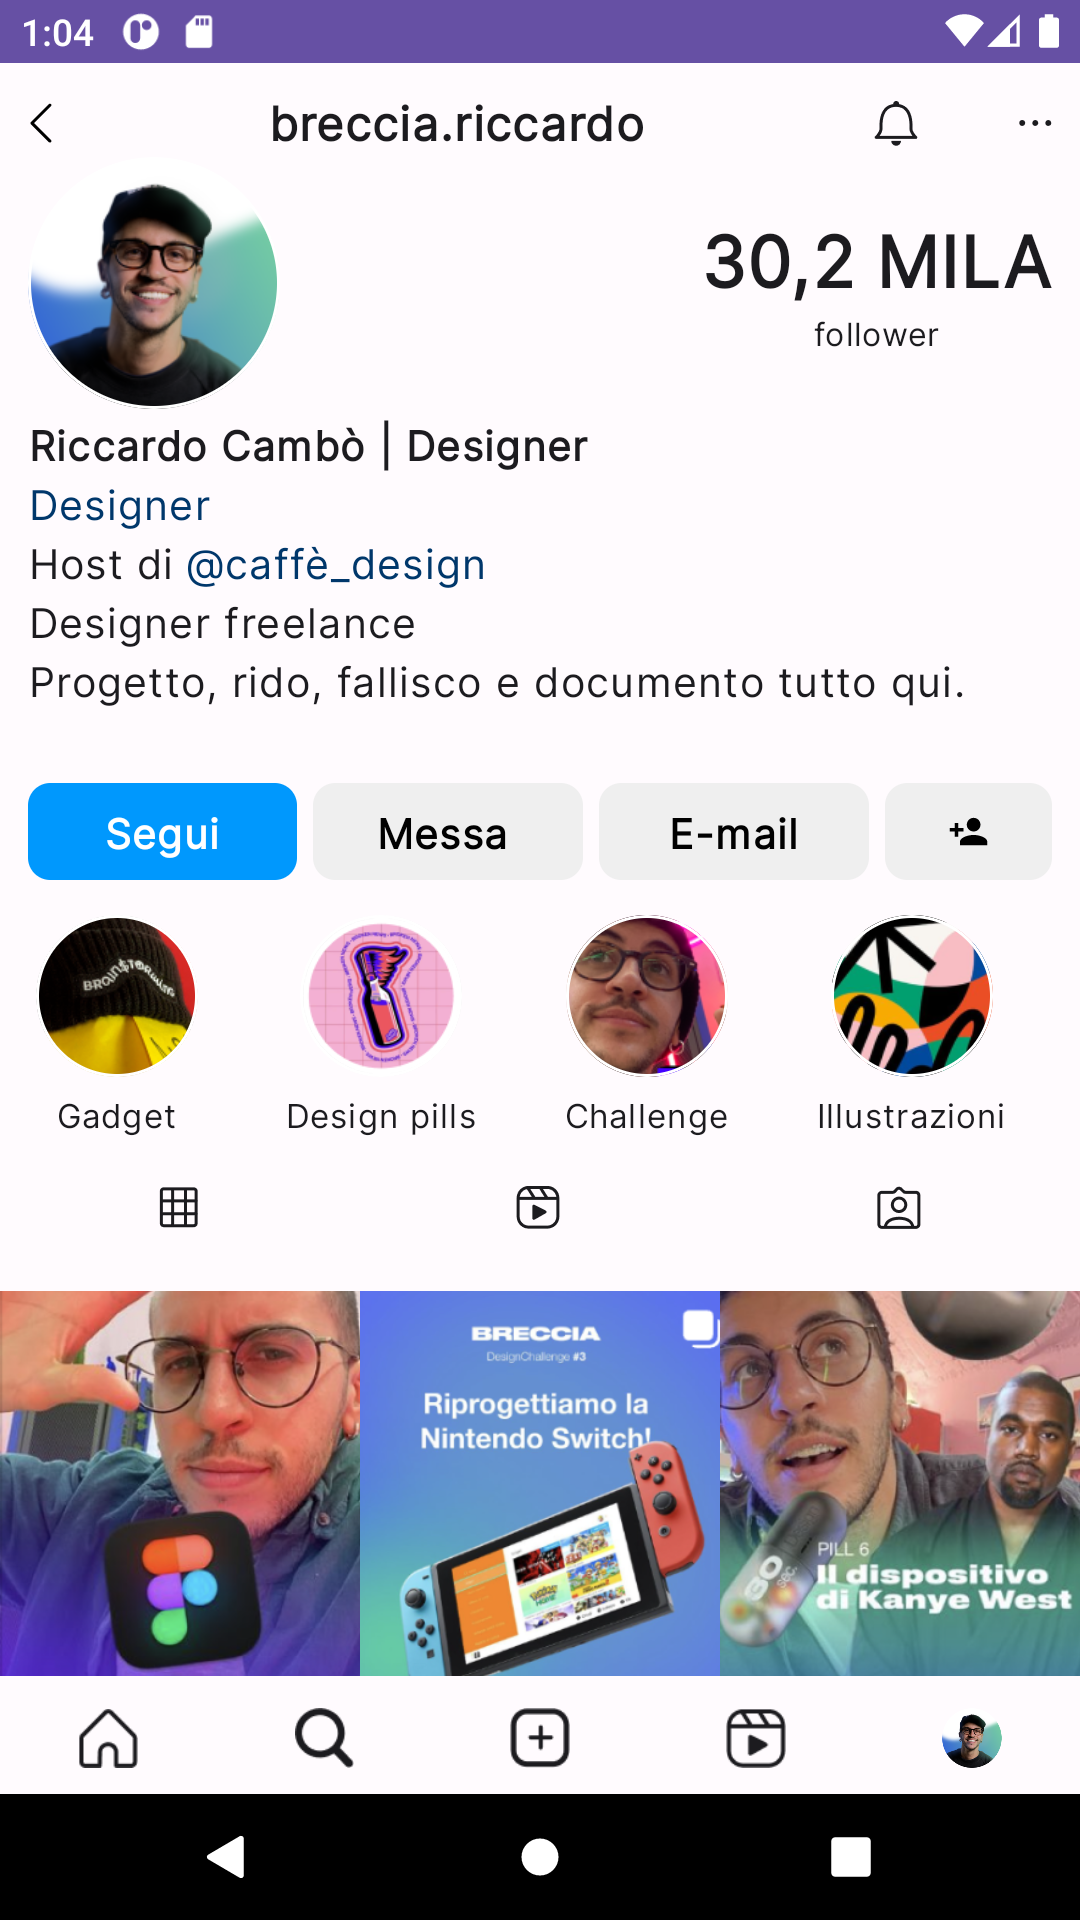 1:04
breccia.riccardo
30,2 MILA
follower
Riccardo Cambò | Designer
Designer
Host di @caffè_design
Designer freelance
Progetto, rido, fallisco e documento tutto qui.
Segui
Messa
E-mail
Gadget
Design pills
Challenge
Illustrazioni
BRECCIA
DesignChallenge #3
Riprogettiamo la
Nintendo Switch!
PILL 6
Il dispositivo
di Kanye West
60
sec.